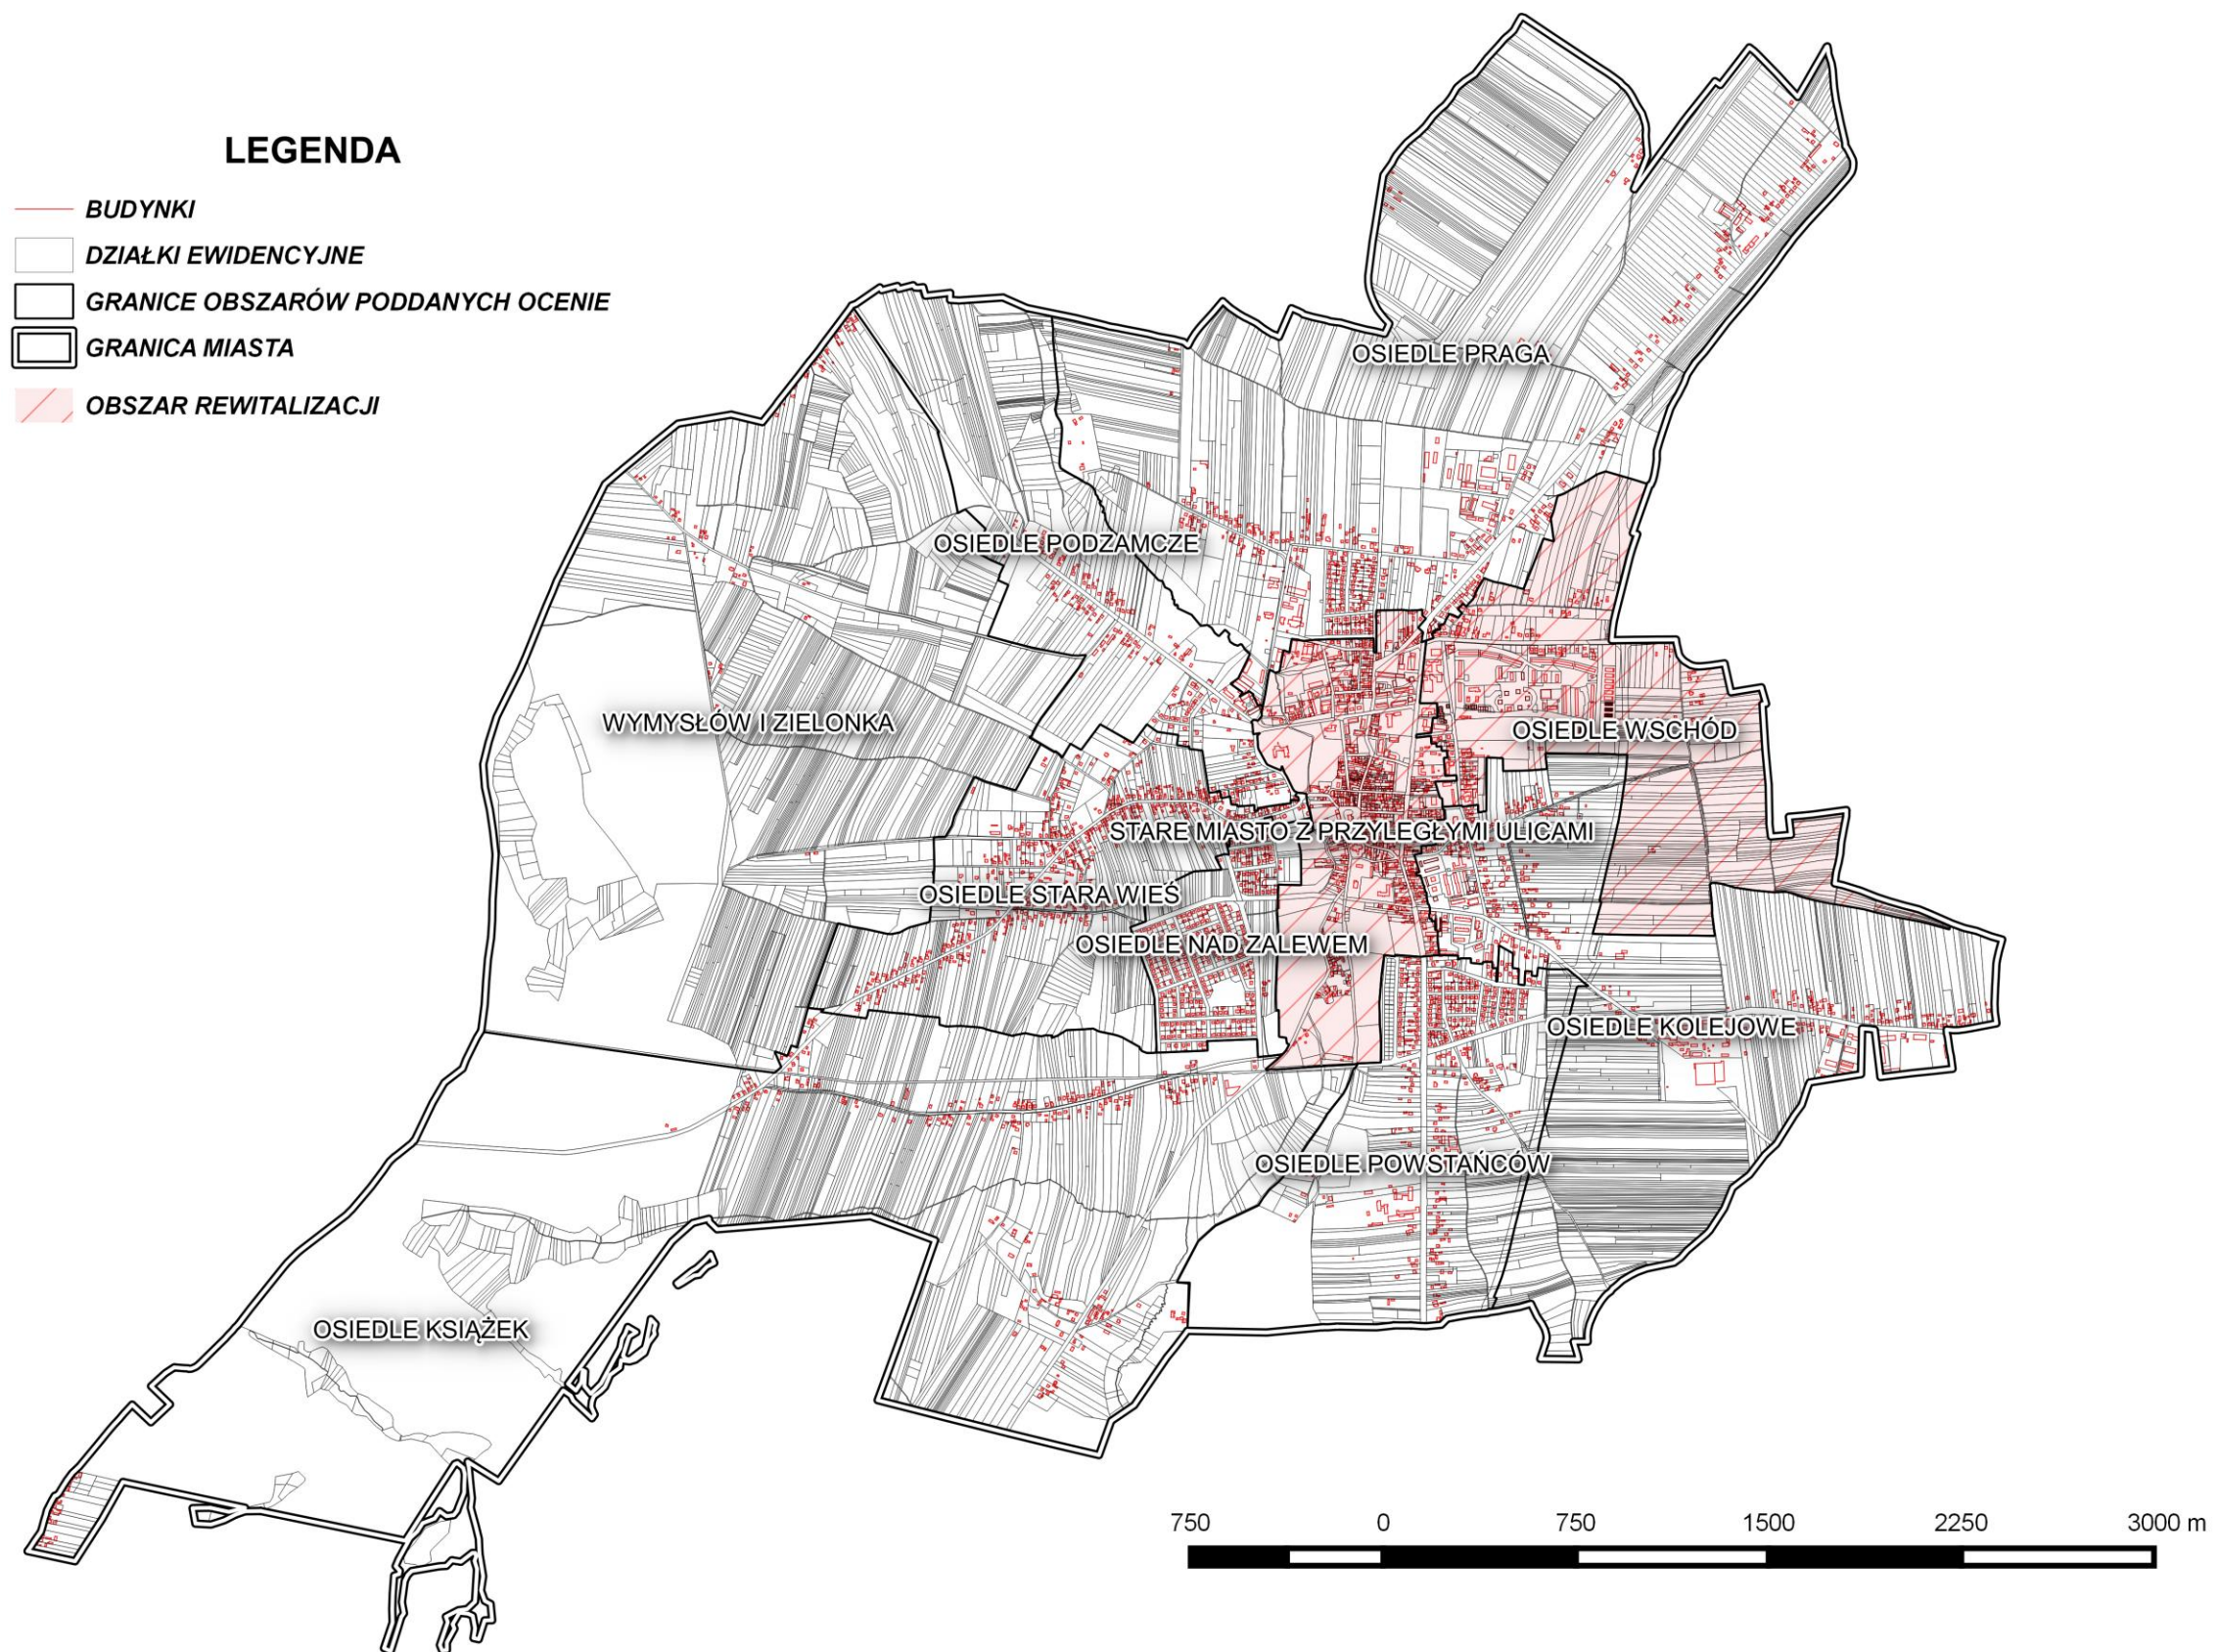 LEGENDA
BUDYNKI
DZIAŁKI EWIDENCYJNE
GRANICE OBSZARÓW PODDANYCH OCENIE
GRANICA MIASTA
OBSZAR REWITALIZACJI
OSIEDLE PRAGA
OSIEDLE PODZAMCZE
WYMYSŁÓW I ZIELONKA
OSIEDLE WSCHÓD
STARE MIASTO Z PRZYLEGŁYMI ULICAMI
OSIEDLE STARA WIEŚ
OSIEDLE NAD ZALEWEM
OSIEDLE KOLEJOWE
OSIEDLE POWSTAŃCÓW
OSIEDLE KSIĄŻEK
750 0 750 1500 2250 3000 m